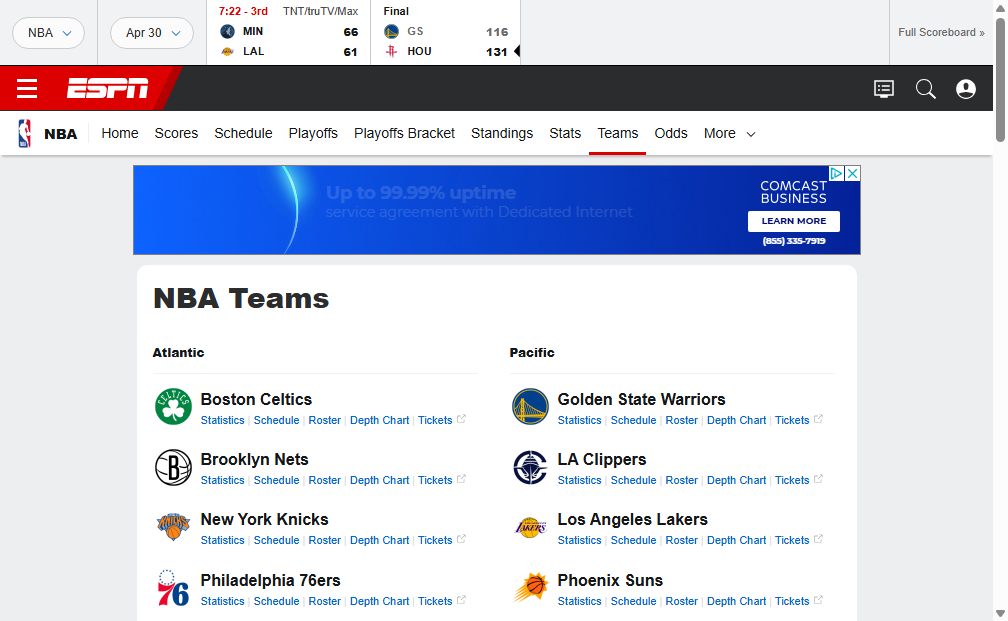 NBA
Apr 30
7:22 - 3rd TNT/truTV/Max
MIN 66
LAL 61
Final
GS 116
HOU 131
Full Scoreboard »
ESPN
NBA Home Scores Schedule Playoffs Playoffs Bracket Standings Stats Teams Odds More
Up to 99.99% uptime
service agreement with Dedicated Internet
COMCAST
BUSINESS
LEARN MORE
(855) 335-7919
NBA Teams
Atlantic
CELTICS
Boston Celtics
Statistics | Schedule | Roster | Depth Chart | Tickets
B
Brooklyn Nets
Statistics | Schedule | Roster | Depth Chart | Tickets
New York Knicks
Statistics | Schedule | Roster | Depth Chart | Tickets
76
Philadelphia 76ers
Statistics | Schedule | Roster | Depth Chart | Tickets
Pacific
Golden State Warriors
Statistics | Schedule | Roster | Depth Chart | Tickets
LA Clippers
Statistics | Schedule | Roster | Depth Chart | Tickets
LAKERS
Los Angeles Lakers
Statistics | Schedule | Roster | Depth Chart | Tickets
Phoenix Suns
Statistics | Schedule | Roster | Depth Chart | Tickets